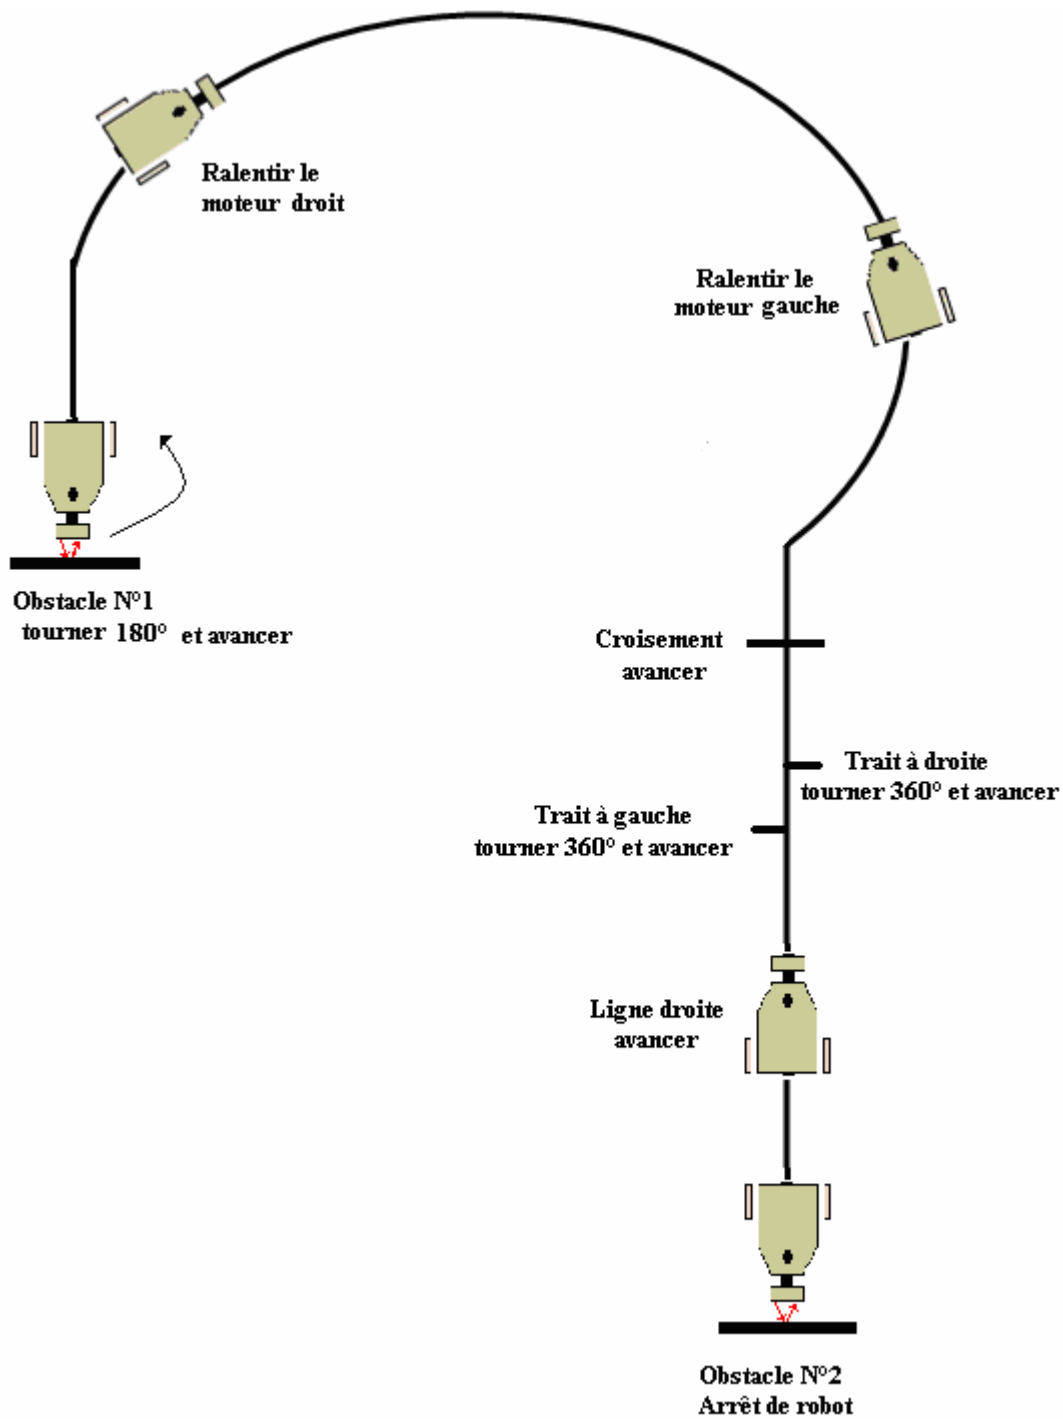 Ralentir le
moteur droit
Ralentir le
moteur gauche
Obstacle N°1
tourner 180° et avancer
Croisement
avancer
Trait à droite
tourner 360° et avancer
Trait à gauche
tourner 360° et avancer
Ligne droite
avancer
Obstacle N°2
Arrêt de robot